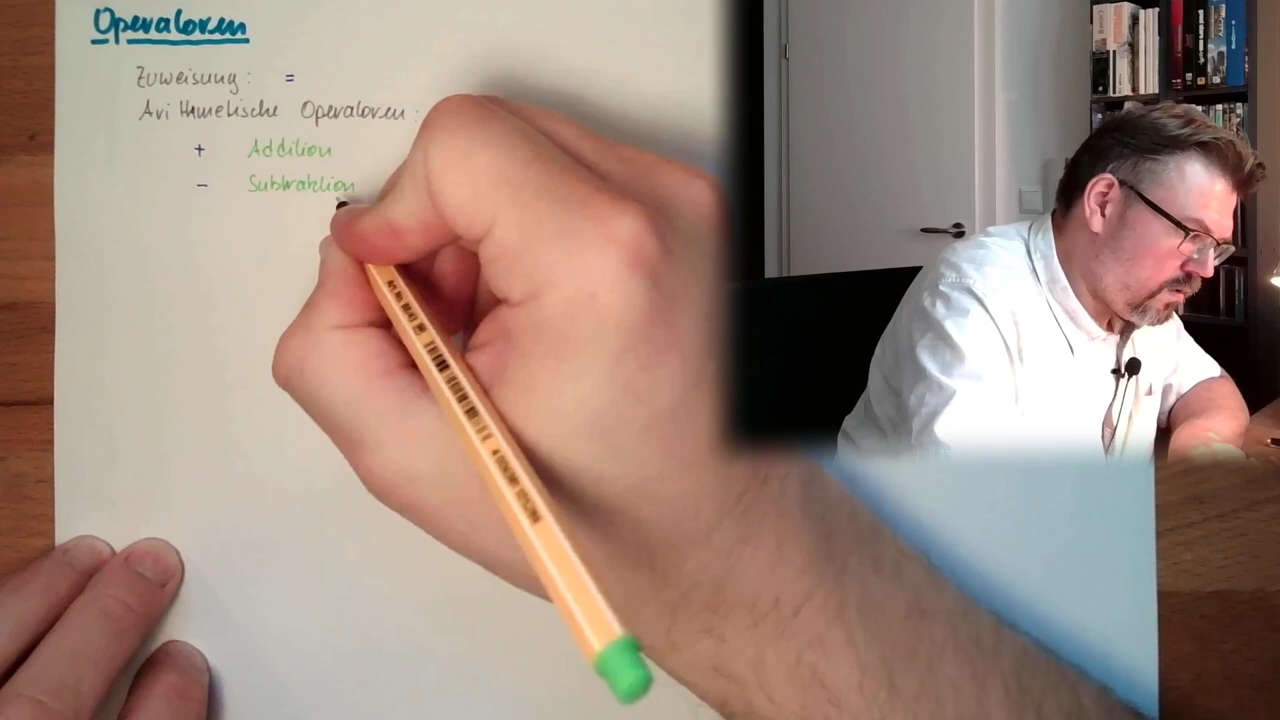 Operatoren
Zuweisung: =
Arithmetische Operatoren:
+ Addition
- Subtraktion